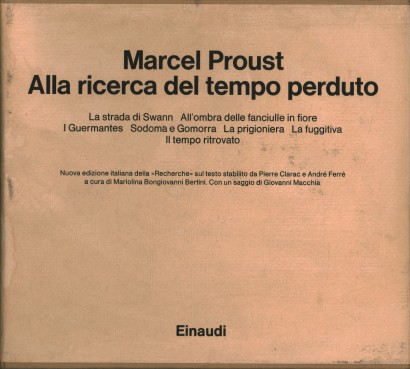 Marcel Proust
Alla ricerca del tempo perduto
La strada di Swann All'ombra delle fanciulle in fiore
I Guermantes Sodoma e Gomorra La prigioniera La fuggitiva
Il tempo ritrovato
Nuova edizione italiana della «Recherche» sul testo stabilito da Pierre Clarac e André Ferré
a cura di Mariolina Bongiovanni Bertini. Con un saggio di Giovanni Macchia
Einaudi